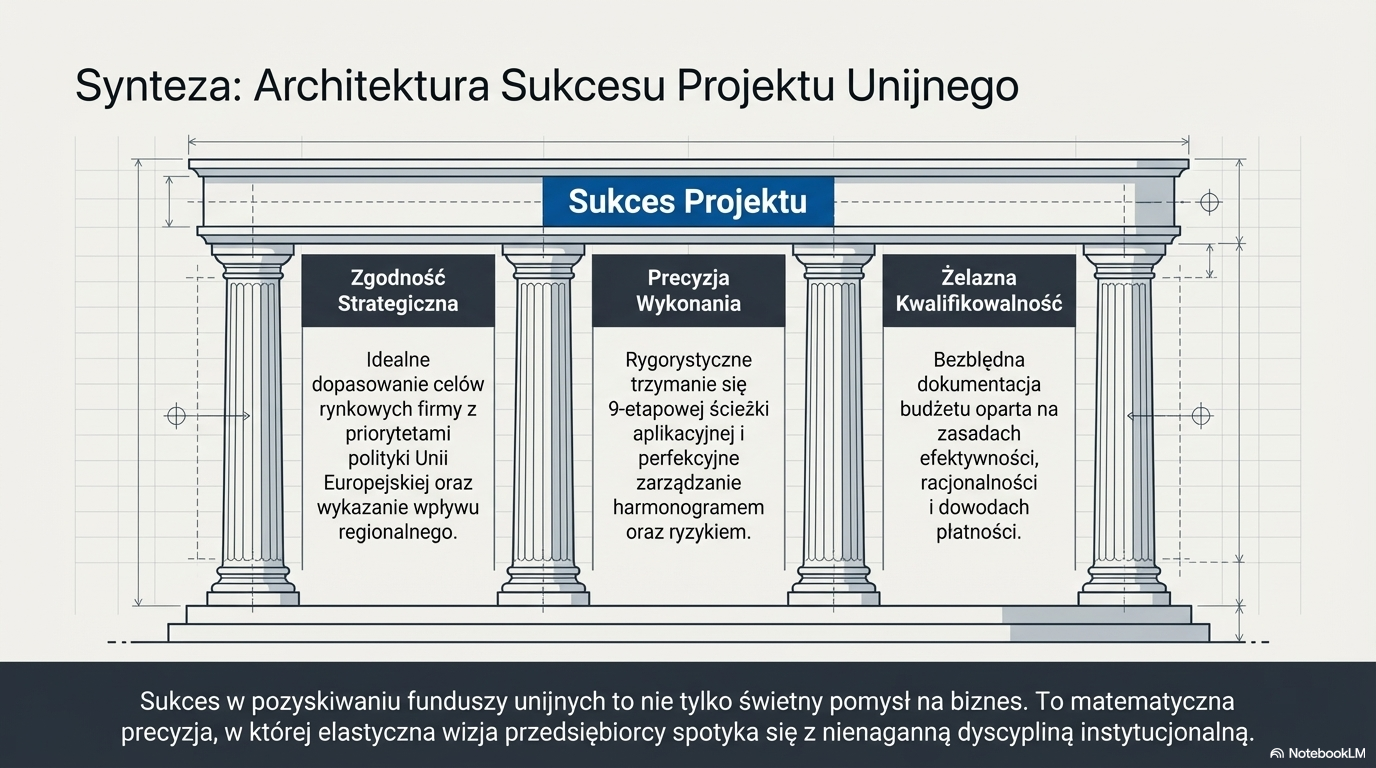 Synteza: Architektura Sukcesu Projektu Unijnego
Sukces Projektu
Zgodność
Strategiczna
Idealne
dopasowanie celów
rynkowych firmy z
priorytetami
polityki Unii
Europejskiej oraz
wykazanie wpływu
regionalnego.
Precyzja
Wykonania
Rygorystyczne
trzymanie się
9-etapowej ścieżki
aplikacyjnej i
perfekcyjne
zarządzanie
harmonogramem
oraz ryzykiem.
Żelazna
Kwalifikowalność
Bezbłędna
dokumentacja
budżetu oparta na
zasadach
efektywności,
racjonalności
i dowodach
płatności.
Sukces w pozyskiwaniu funduszy unijnych to nie tylko świetny pomysł na biznes. To matematyczna
precyzja, w której elastyczna wizja przedsiębiorcy spotyka się z nienaganną dyscypliną instytucjonalną.
NotebookLM